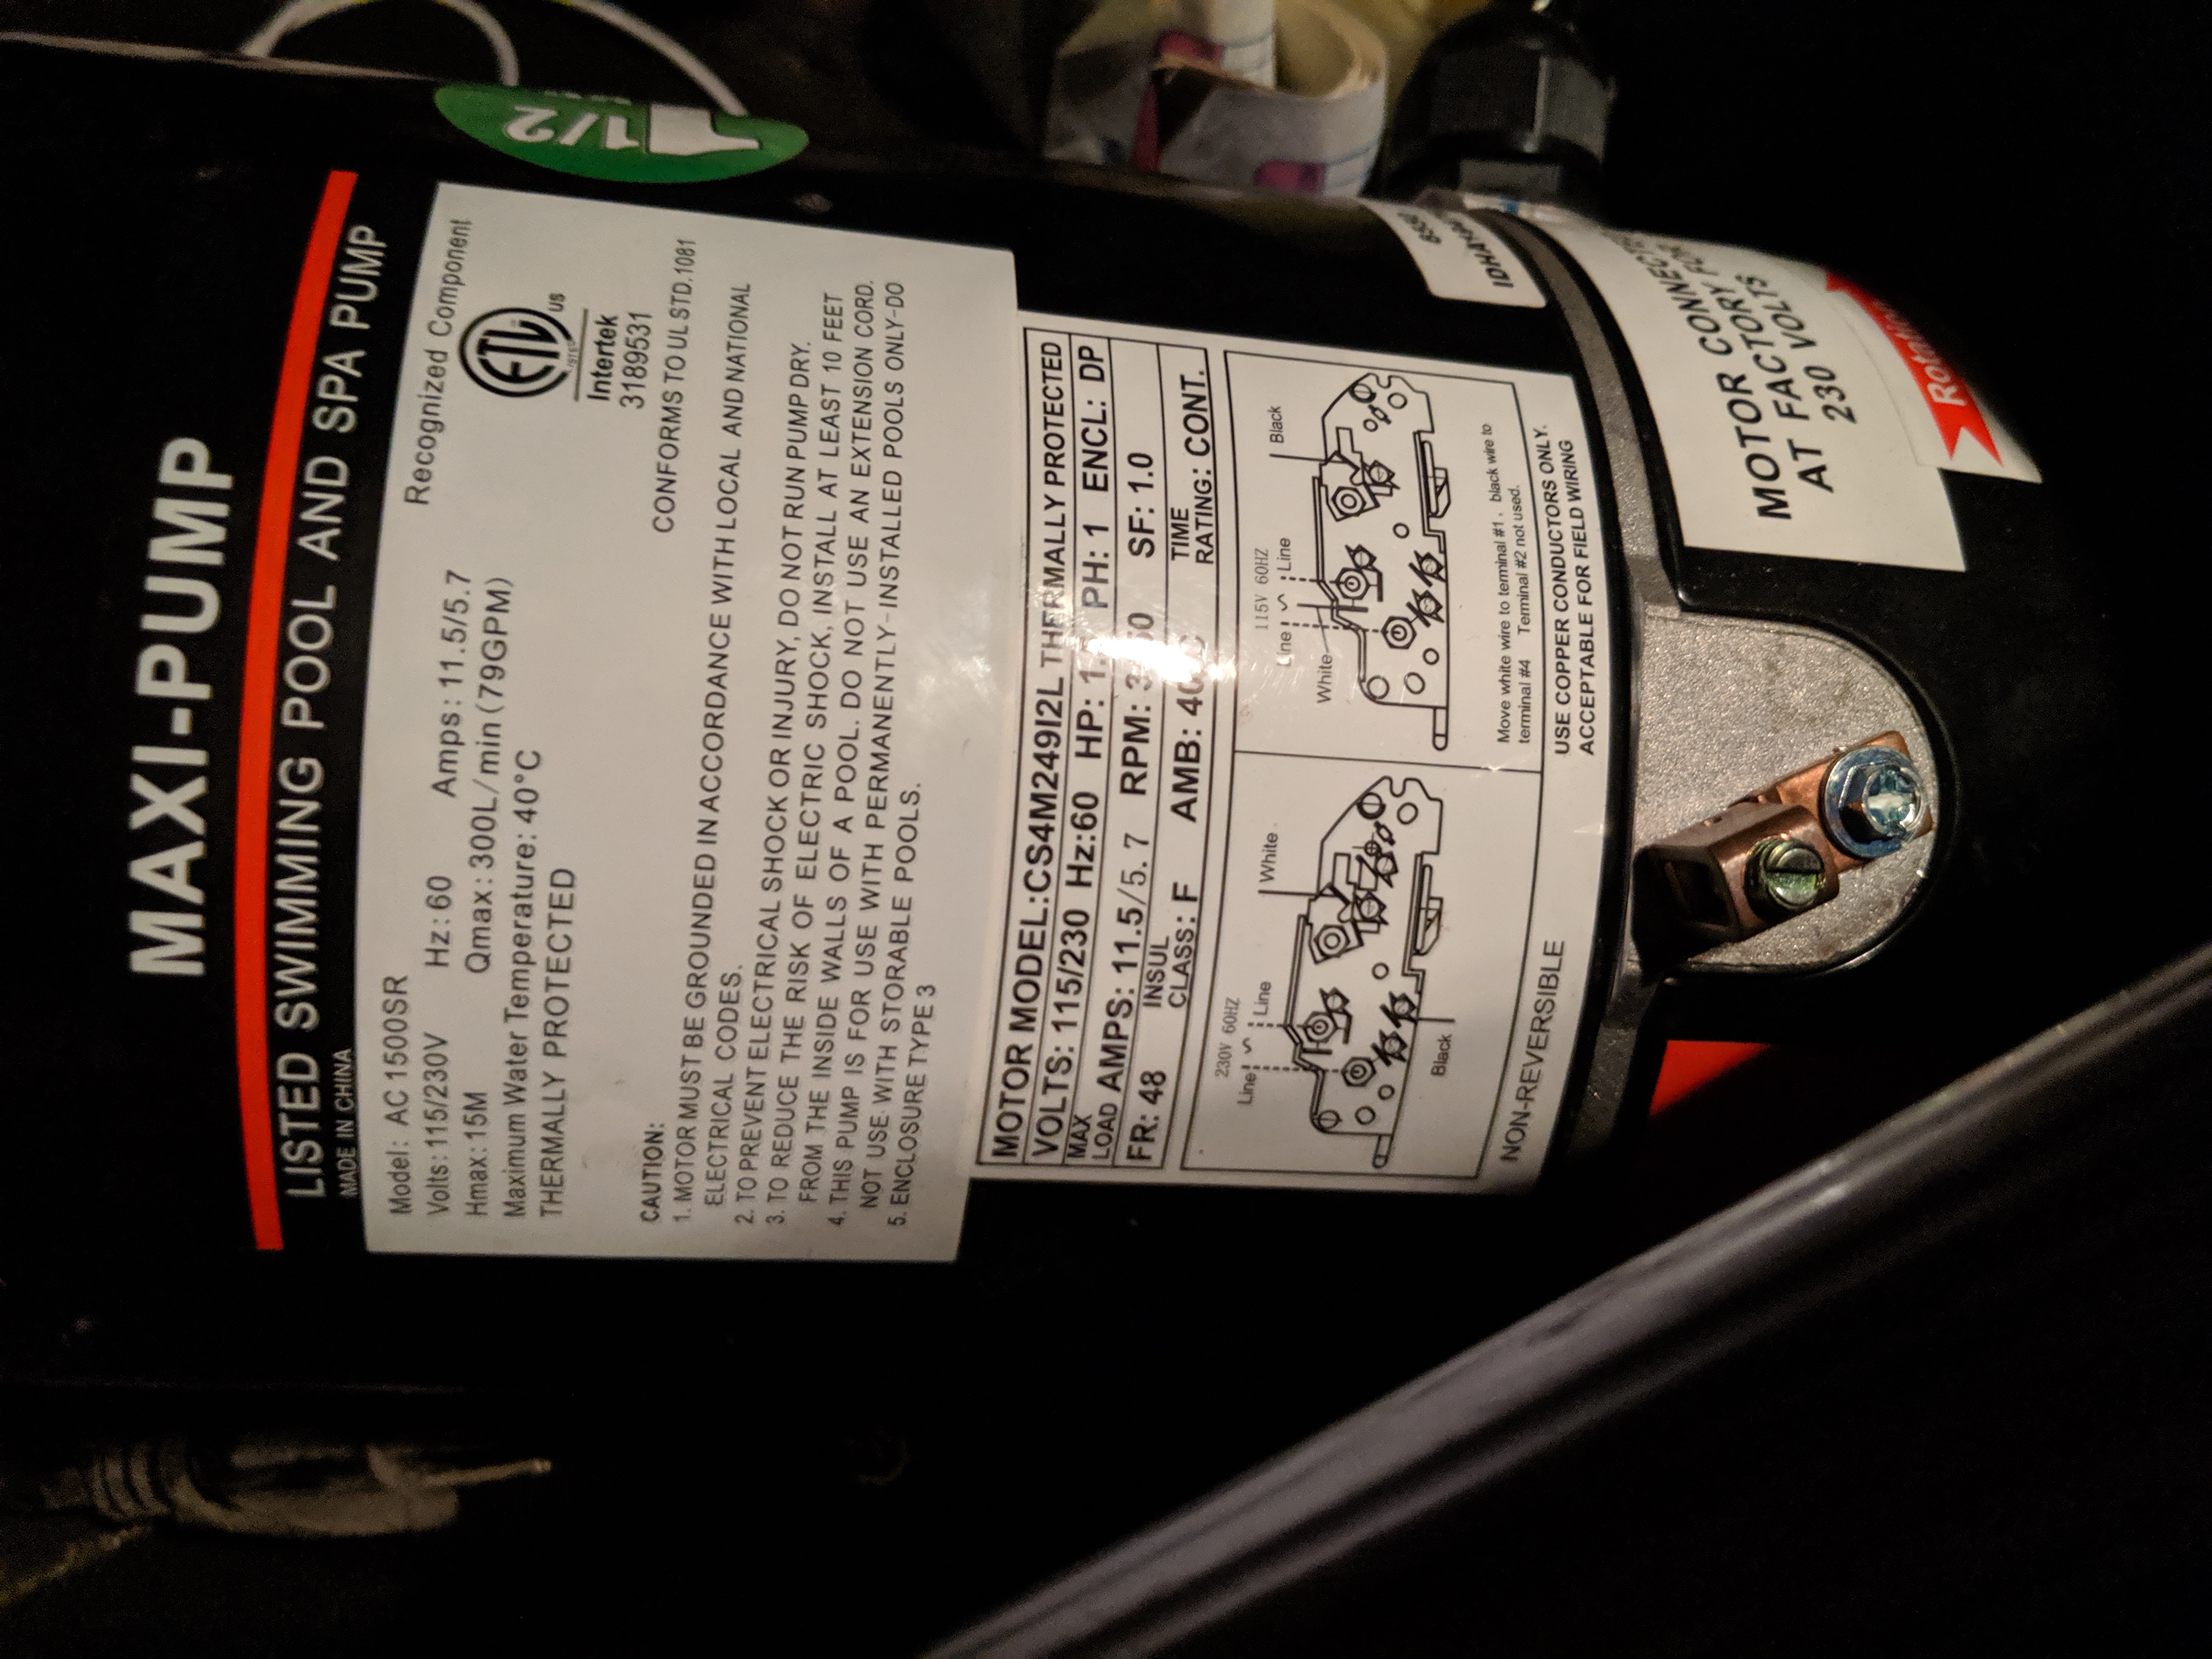 MAXI-PUMP
LISTED SWIMMING POOL AND SPA PUMP
MADE IN CHINA
1 1/2
Model: AC 1500SR
Recognized Component
Volts: 115/230V Hz: 60 Amps: 11.5/5.7
Hmax: 15M Qmax: 300L/min (79GPM)
Maximum Water Temperature: 40°C
THERMALLY PROTECTED
ETL
US
Intertek
3189531
CONFORMS TO UL STD.1081
CAUTION:
1. MOTOR MUST BE GROUNDED IN ACCORDANCE WITH LOCAL AND NATIONAL
ELECTRICAL CODES.
2. TO PREVENT ELECTRICAL SHOCK OR INJURY, DO NOT RUN PUMP DRY.
3. TO REDUCE THE RISK OF ELECTRIC SHOCK, INSTALL AT LEAST 10 FEET
FROM THE INSIDE WALLS OF A POOL. DO NOT USE AN EXTENSION CORD.
4. THIS PUMP IS FOR USE WITH PERMANENTLY-INSTALLED POOLS ONLY-DO
NOT USE WITH STORABLE POOLS.
5. ENCLOSURE TYPE 3
MOTOR MODEL:CS4M249I2L THERMALLY PROTECTED
VOLTS: 115/230 Hz:60 HP: PH: 1 ENCL: DP
MAX
LOAD AMPS: 11.5/5.7 RPM: SF: 1.0
FR: 48 INSUL
CLASS: F AMB: TIME
RATING: CONT.
230V 60HZ
Line ~ Line
White
Black
115V 60HZ
Line ~ Line
White
Black
Move white wire to terminal #1 . black wire to
terminal #4 Terminal #2 not used.
NON-REVERSIBLE
USE COPPER CONDUCTORS ONLY.
ACCEPTABLE FOR FIELD WIRING
MOTOR
AT FACTORY
230 VOLTS